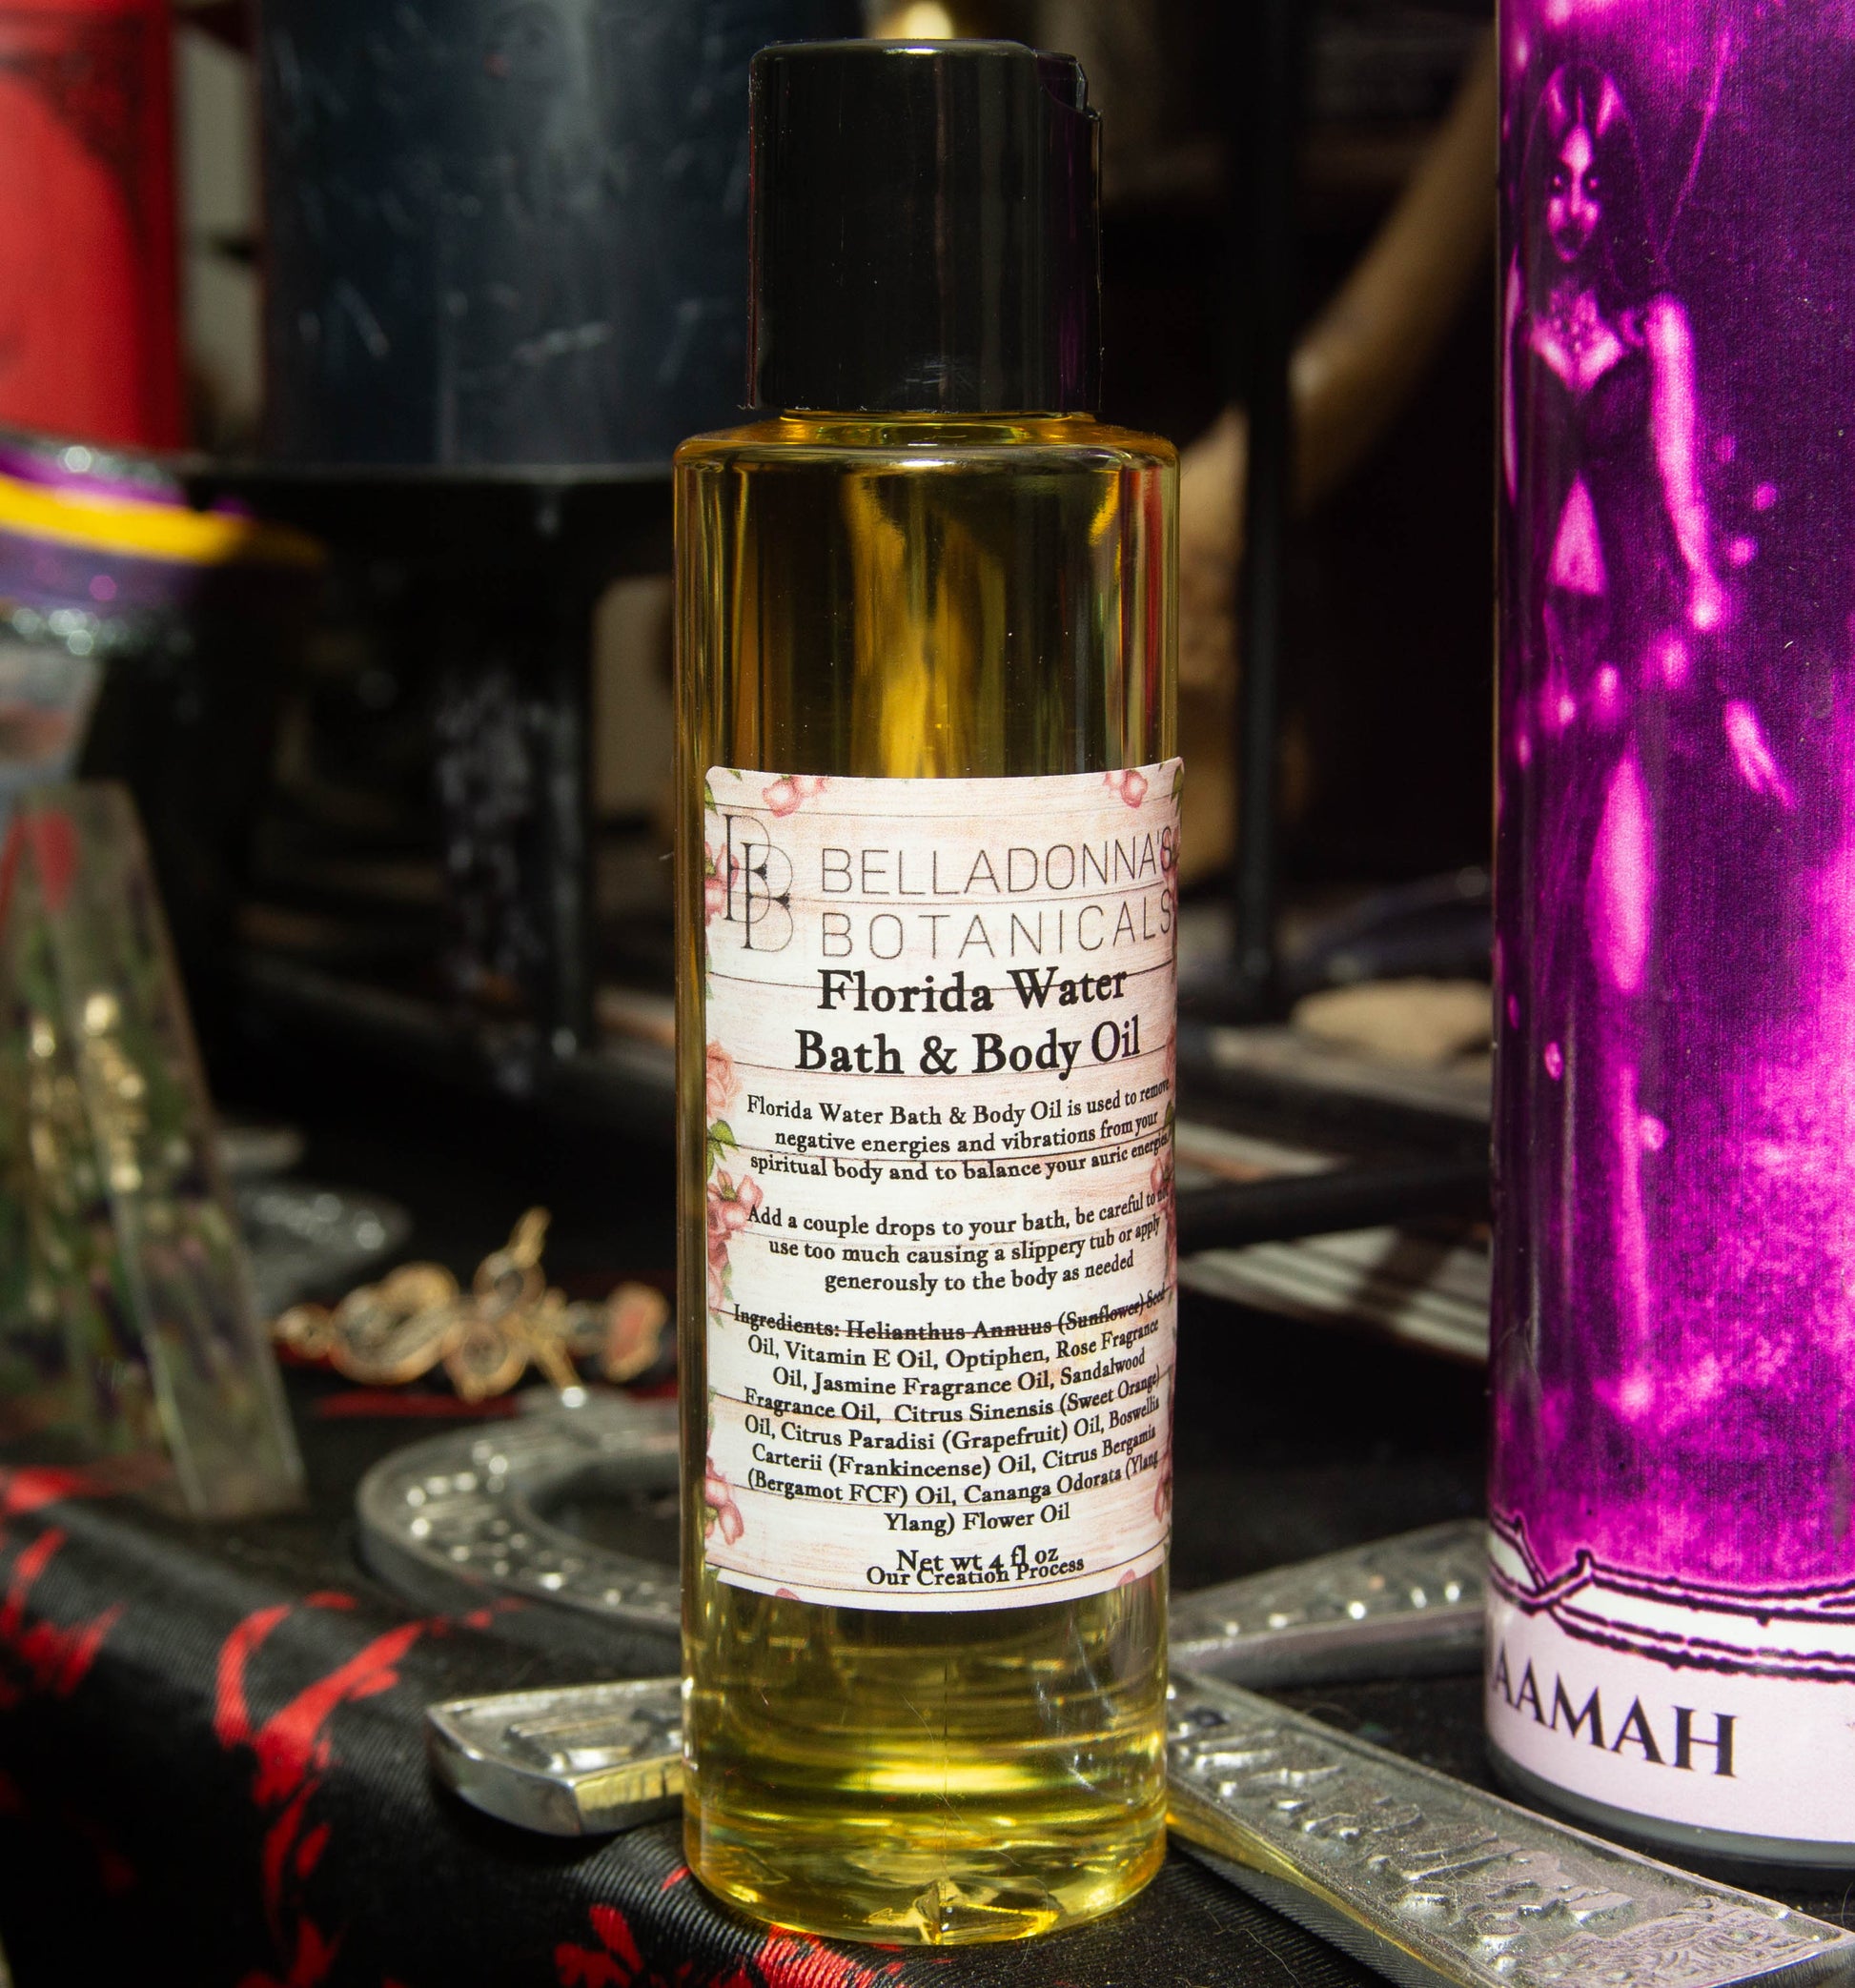 BB BELLADONNA'S
BOTANICALS
Florida Water
Bath & Body Oil
Florida Water Bath & Body Oil is used to remove
negative energies and vibrations from your
spiritual body and to balance your auric energies
Add a couple drops to your bath, be careful to not
use too much causing a slippery tub or apply
generously to the body as needed
Ingredients: Helianthus Annuus (Sunflower) Seed
Oil, Vitamin E Oil, Optiphen, Rose Fragrance
Oil, Jasmine Fragrance Oil, Sandalwood
Fragrance Oil, Citrus Sinensis (Sweet Orange)
Oil, Citrus Paradisi (Grapefruit) Oil, Boswellia
Carterii (Frankincense) Oil, Citrus Bergamia
(Bergamot FCF) Oil, Cananga Odorata (Ylang
Ylang) Flower Oil
Net wt 4 fl oz
Our Creation Process
AAMAH